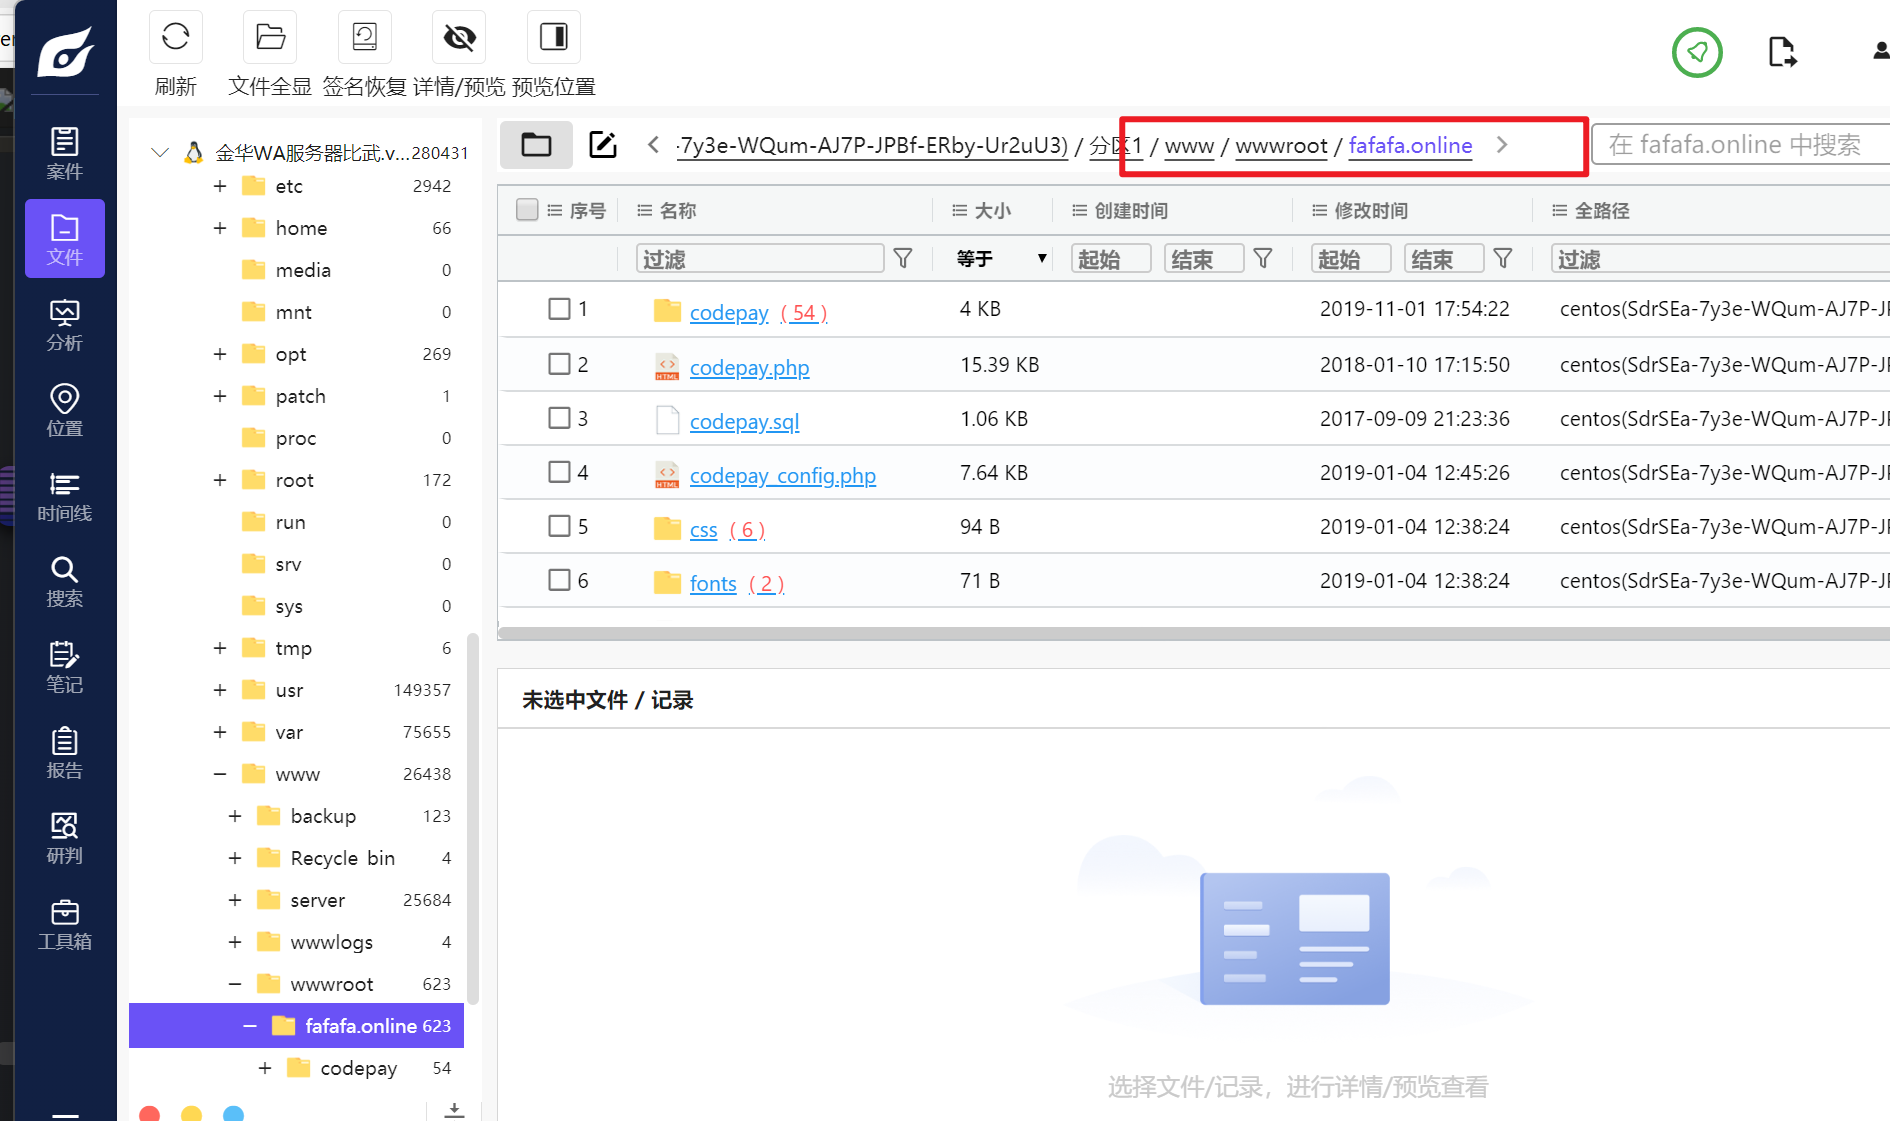 刷新
文件全显
签名恢复
详情/预览
预览位置
案件
文件
分析
位置
时间线
搜索
笔记
报告
研判
工具箱
金华WA服务器比武.v...280431
+ etc 2942
+ home 66
media 0
mnt 0
+ opt 269
+ patch 1
proc 0
+ root 172
run 0
srv 0
sys 0
+ tmp 6
+ usr 149357
+ var 75655
− www 26438
+ backup 123
+ Recycle bin 4
+ server 25684
+ wwwlogs 4
− wwwroot 623
− fafafa.online 623
+ codepay 54
-7y3e-WQum-AJ7P-JPBf-ERby-Ur2uU3) / 分区1 / www / wwwroot / fafafa.online
在 fafafa.online 中搜索
序号 名称 大小 创建时间 修改时间 全路径
过滤 等于 起始 结束 起始 结束 过滤
1 codepay ( 54 ) 4 KB 2019-11-01 17:54:22 centos(SdrSEa-7y3e-WQum-AJ7P-JP
2 codepay.php 15.39 KB 2018-01-10 17:15:50 centos(SdrSEa-7y3e-WQum-AJ7P-JP
3 codepay.sql 1.06 KB 2017-09-09 21:23:36 centos(SdrSEa-7y3e-WQum-AJ7P-JP
4 codepay_config.php 7.64 KB 2019-01-04 12:45:26 centos(SdrSEa-7y3e-WQum-AJ7P-JP
5 css ( 6 ) 94 B 2019-01-04 12:38:24 centos(SdrSEa-7y3e-WQum-AJ7P-JP
6 fonts ( 2 ) 71 B 2019-01-04 12:38:24 centos(SdrSEa-7y3e-WQum-AJ7P-JP
未选中文件 / 记录
选择文件/记录，进行详情/预览查看